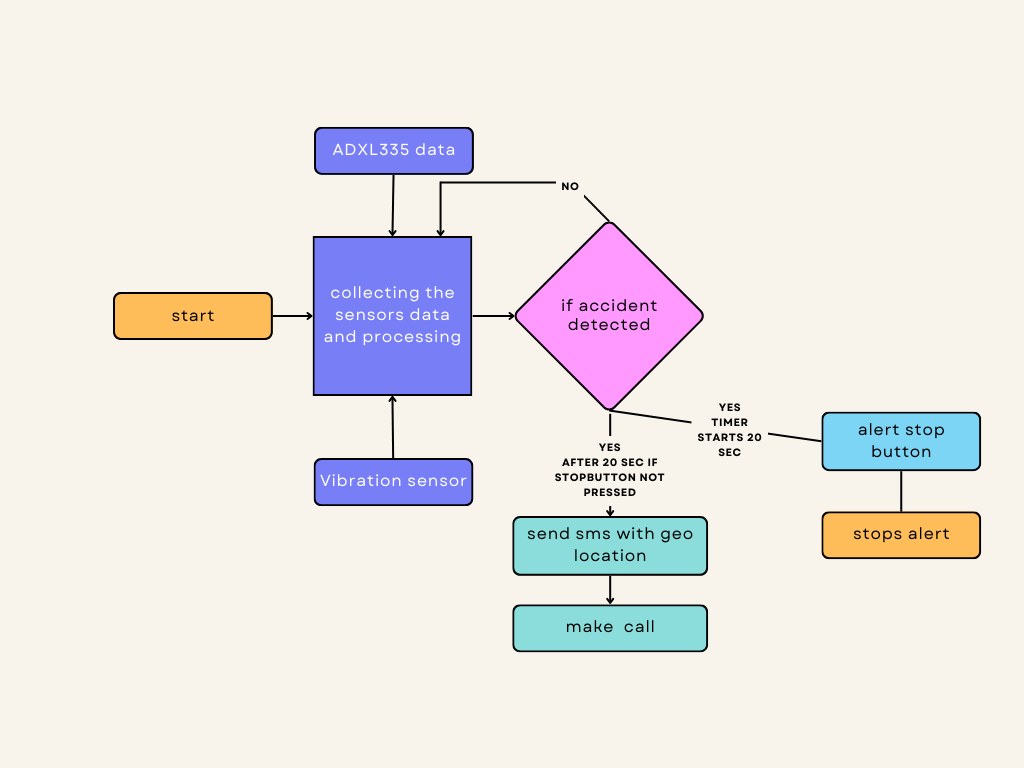 ADXL335 data
NO
collecting the
sensors data
and processing
start
if accident
detected
YES
TIMER
STARTS 20
SEC
alert stop
button
YES
AFTER 20 SEC IF
STOPBUTTON NOT
PRESSED
Vibration sensor
send sms with geo
location
stops alert
make call